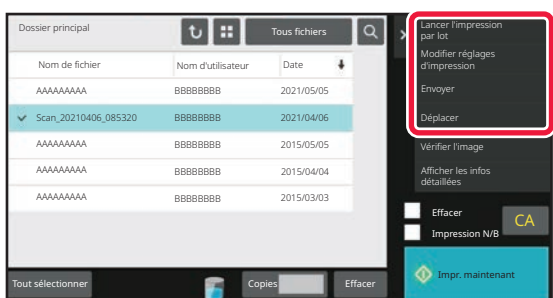 Dossier principal
Tous fichiers
Nom de fichier Nom d'utilisateur Date
AAAAAAAAA BBBBBBBB 2021/05/05
Scan_20210406_085320 BBBBBBBB 2021/04/06
AAAAAAAAA BBBBBBBB 2015/05/05
AAAAAAAAA BBBBBBBB 2015/04/04
AAAAAAAAA BBBBBBBB 2015/03/03
Tout sélectionner
Copies
Effacer
Lancer l'impression
par lot
Modifier réglages
d'impression
Envoyer
Déplacer
Vérifier l'image
Afficher les infos
détaillées
Effacer
Impression N/B
CA
Impr. maintenant